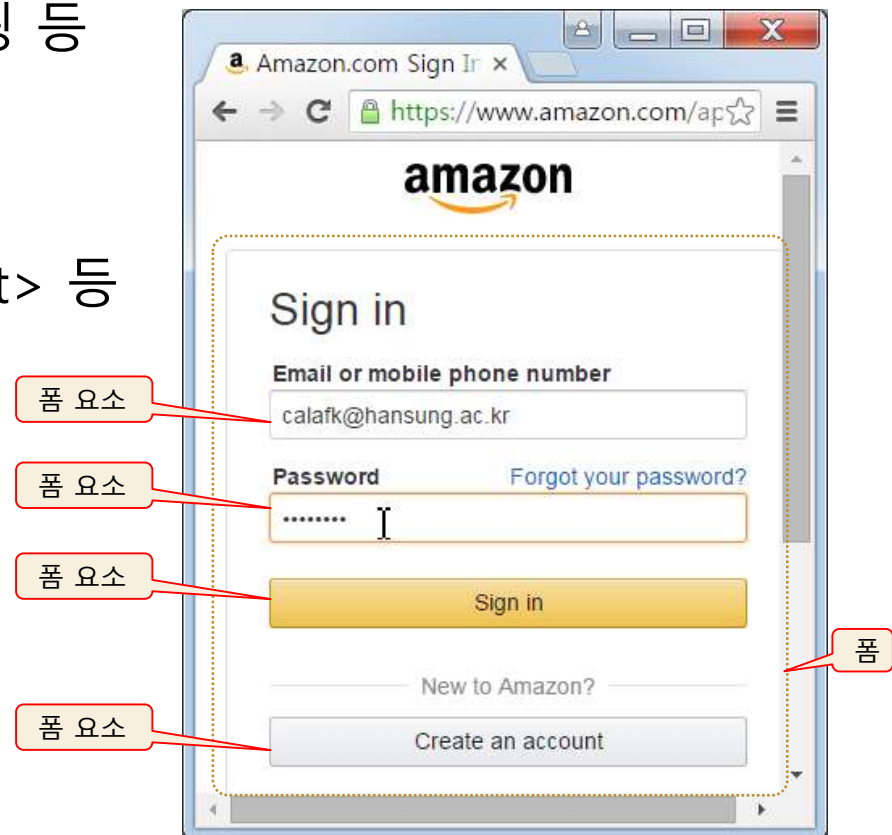 등
Amazon.com Sign Ir ×
https://www.amazon.com/ap
amazon
t> 등
Sign in
Email or mobile phone number
폼 요소
calafk@hansung.ac.kr
Password Forgot your password?
폼 요소
••••••••
폼 요소
Sign in
폼
New to Amazon?
폼 요소
Create an account